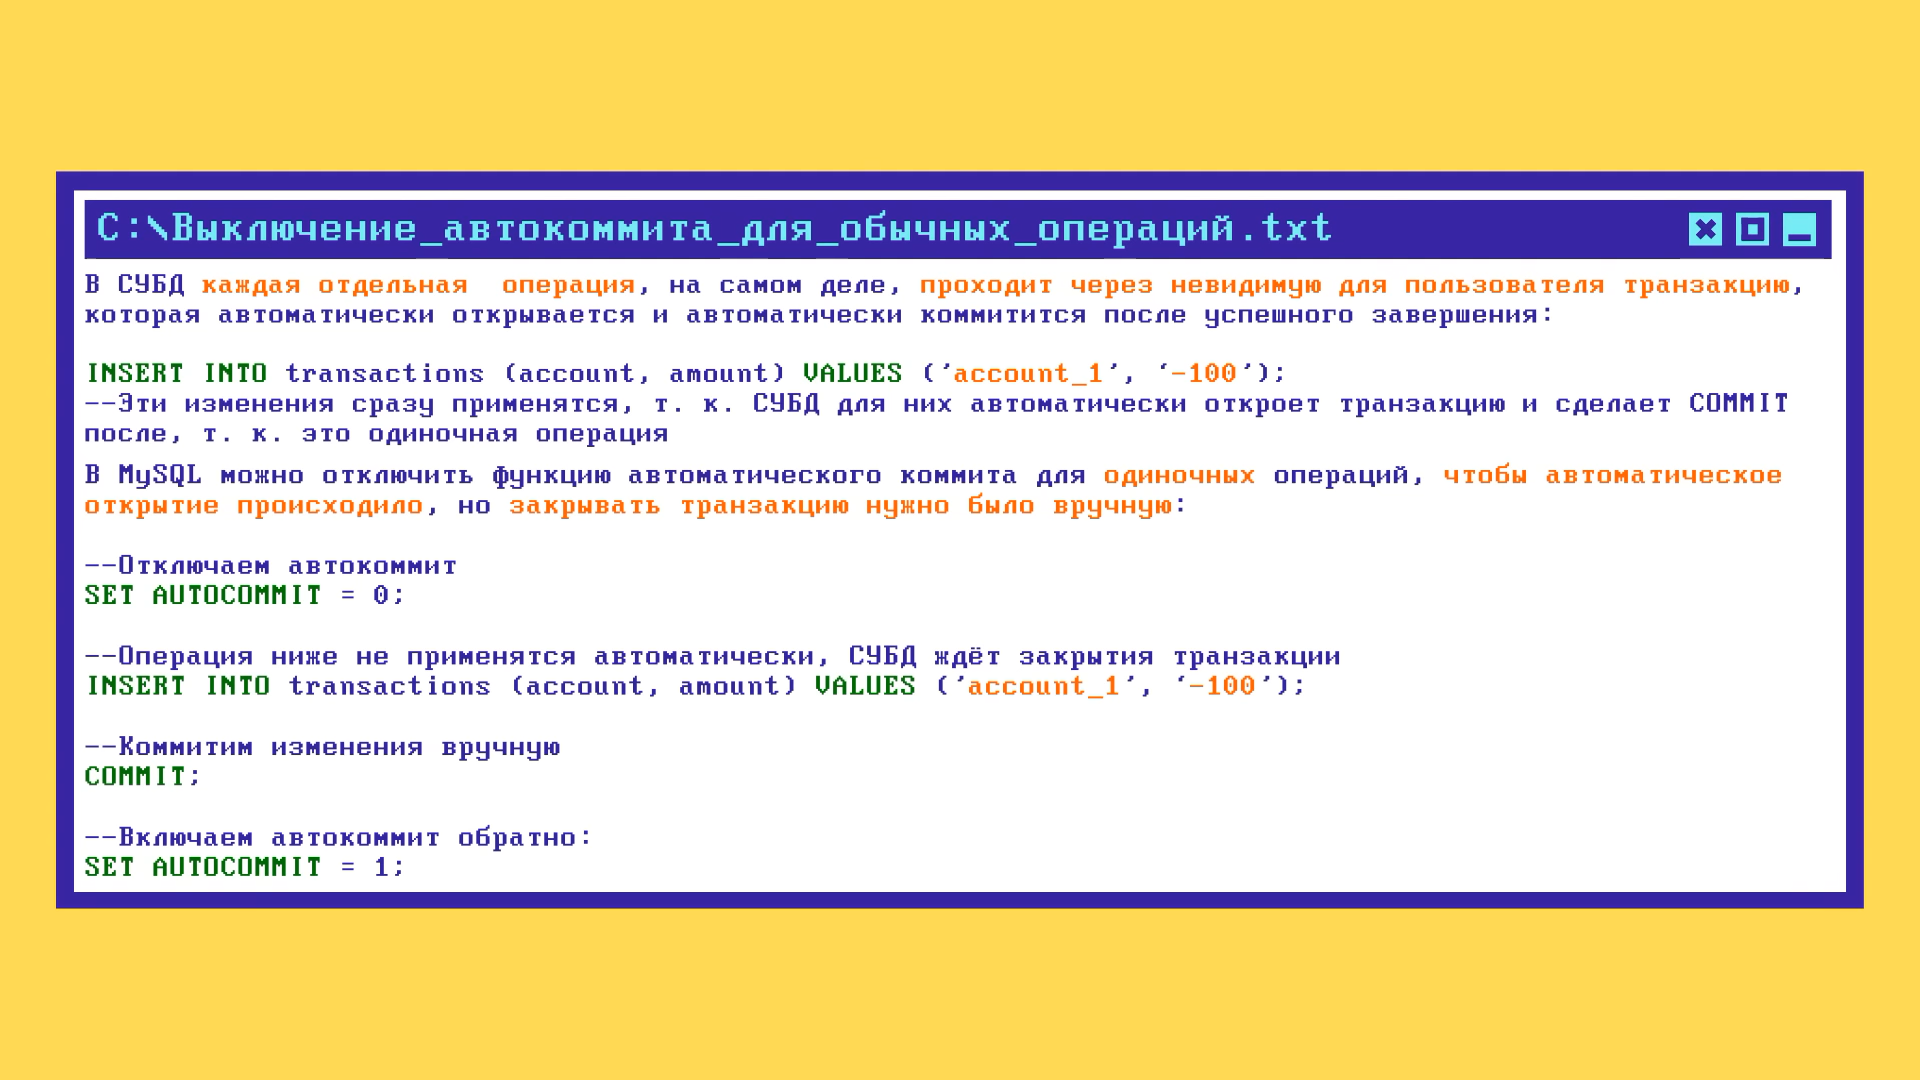 C:\Выключение_автокоммита_для_обычных_операций.txt
В СУБД каждая отдельная  операция, на самом деле, проходит через невидимую для пользователя транзакцию,
которая автоматически открывается и автоматически коммитится после успешного завершения:
INSERT INTO transactions (account, amount) VALUES (’account_1’, ‘-100’);
--Эти изменения сразу применятся, т. к. СУБД для них автоматически откроет транзакцию и сделает COMMIT
после, т. к. это одиночная операция
В MySQL можно отключить функцию автоматического коммита для одиночных операций, чтобы автоматическое
открытие происходило, но закрывать транзакцию нужно было вручную:
--Отключаем автокоммит
SET AUTOCOMMIT = 0;
--Операция ниже не применятся автоматически, СУБД ждёт закрытия транзакции
INSERT INTO transactions (account, amount) VALUES (’account_1’, ‘-100’);
--Коммитим изменения вручную
COMMIT;
--Включаем автокоммит обратно:
SET AUTOCOMMIT = 1;